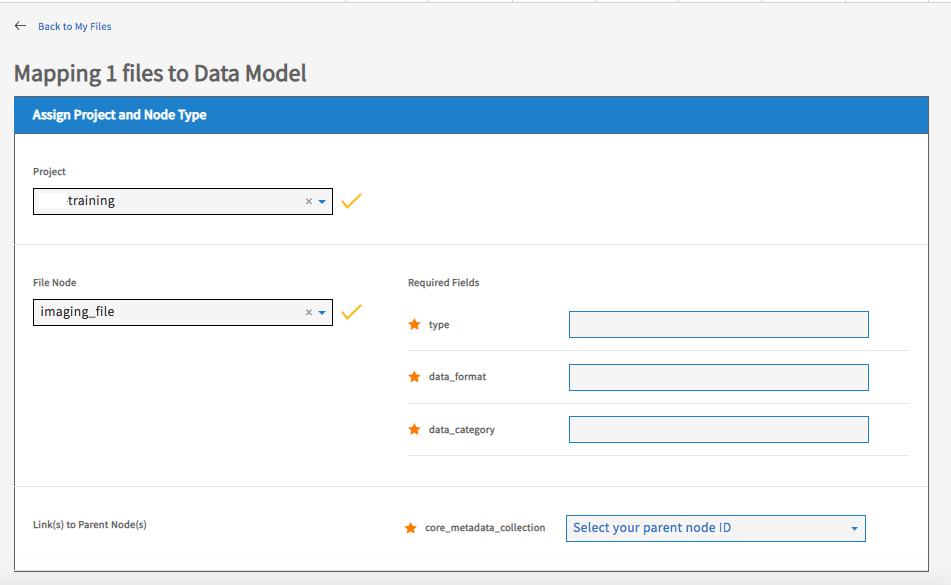 Back to My Files
Mapping 1 files to Data Model
Assign Project and Node Type
Project
training
File Node
imaging_file
Required Fields
type
data_format
data_category
Link(s) to Parent Node(s)
core_metadata_collection
Select your parent node ID